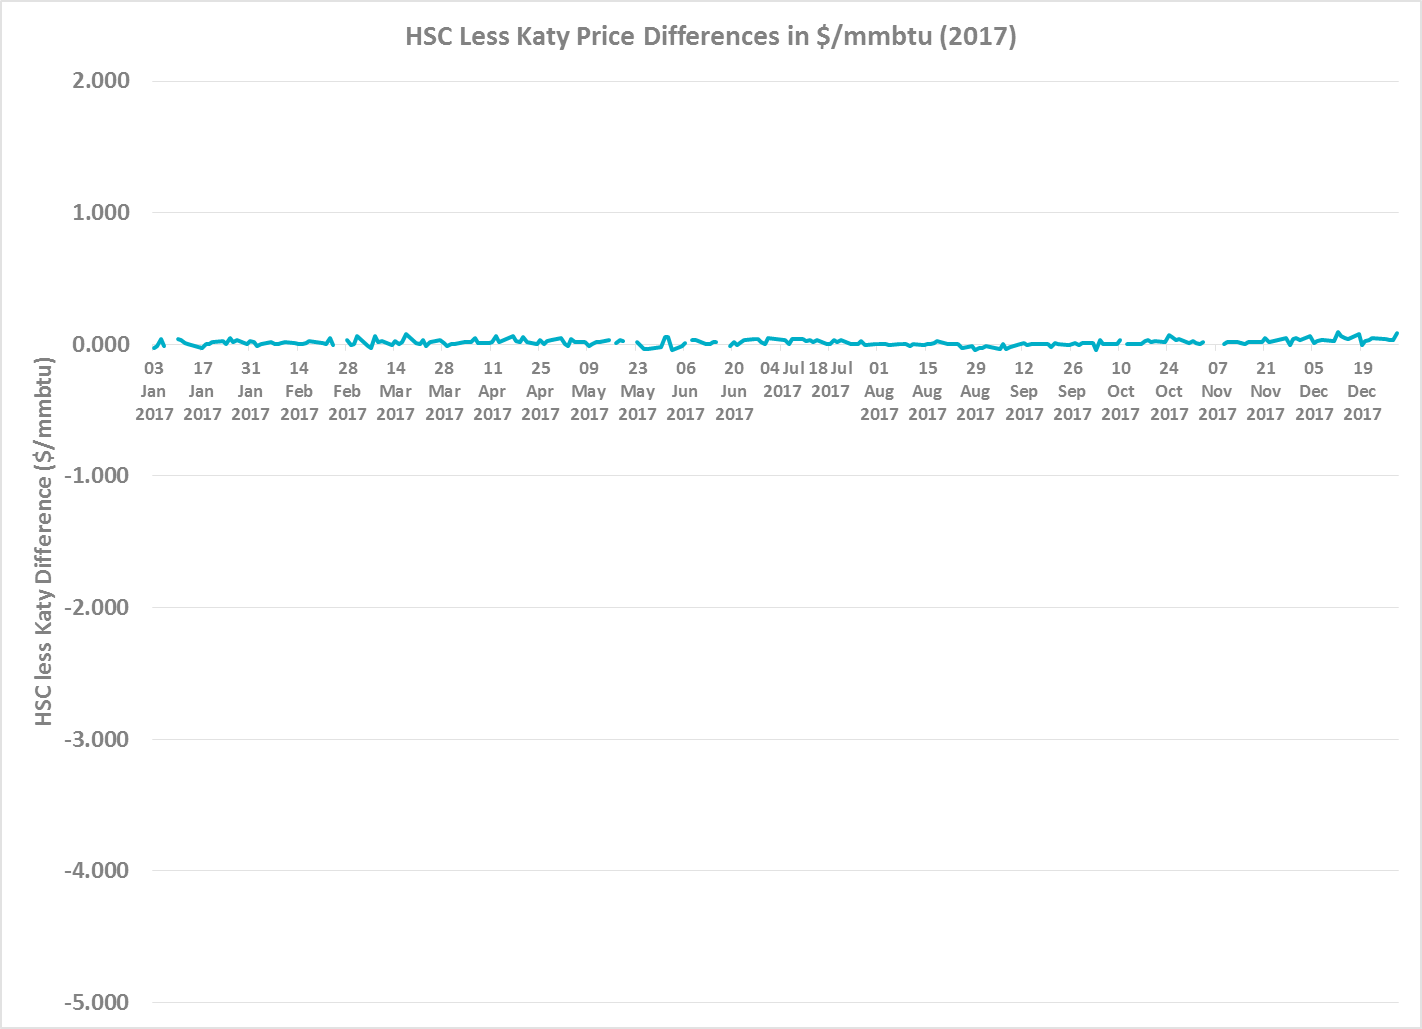 HSC Less Katy Price Differences in $/mmbtu (2017)
HSC less Katy Difference ($/mmbtu)
2.000
1.000
0.000
-1.000
-2.000
-3.000
-4.000
-5.000
03 Jan 2017
17 Jan 2017
31 Jan 2017
14 Feb 2017
28 Feb 2017
14 Mar 2017
28 Mar 2017
11 Apr 2017
25 Apr 2017
09 May 2017
23 May 2017
06 Jun 2017
20 Jun 2017
04 Jul 2017
18 Jul 2017
01 Aug 2017
15 Aug 2017
29 Aug 2017
12 Sep 2017
26 Sep 2017
10 Oct 2017
24 Oct 2017
07 Nov 2017
21 Nov 2017
05 Dec 2017
19 Dec 2017